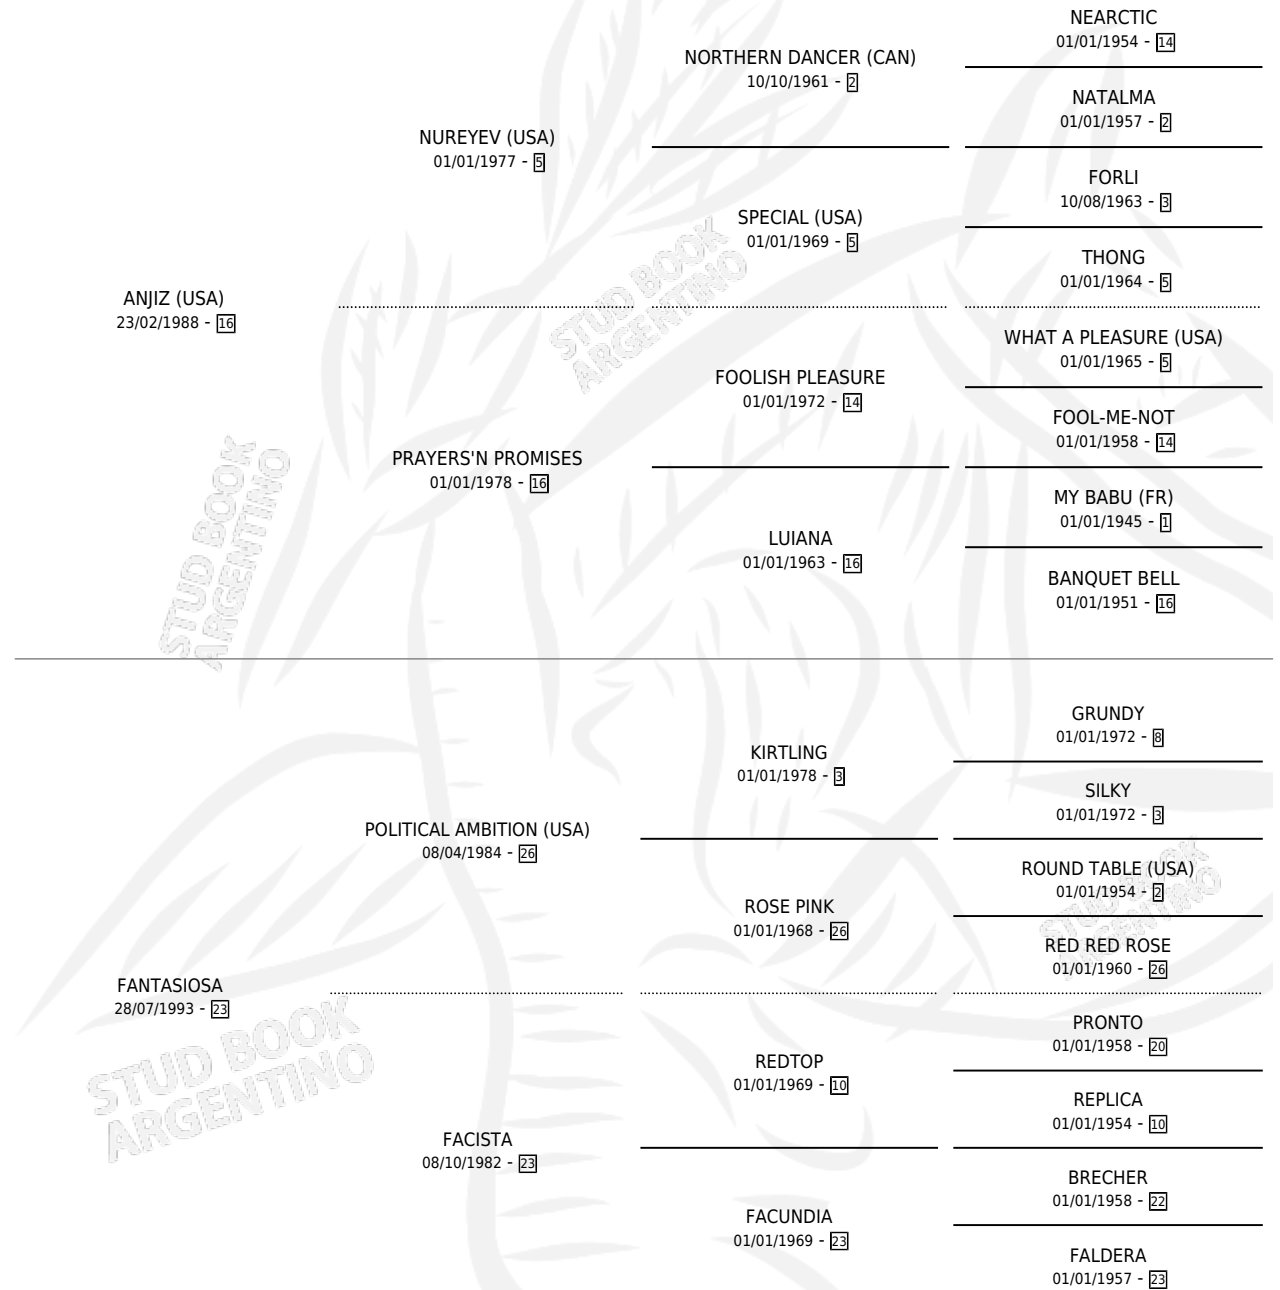 NEARCTIC
01/01/1954 - 14
NORTHERN DANCER (CAN)
10/10/1961 - 2
NATALMA
01/01/1957 - 2
NUREYEV (USA)
01/01/1977 - 5
FORLI
10/08/1963 - 3
SPECIAL (USA)
01/01/1969 - 5
THONG
01/01/1964 - 5
ANJIZ (USA)
23/02/1988 - 16
WHAT A PLEASURE (USA)
01/01/1965 - 5
FOOLISH PLEASURE
01/01/1972 - 14
FOOL-ME-NOT
01/01/1958 - 14
PRAYERS'N PROMISES
01/01/1978 - 16
MY BABU (FR)
01/01/1945 - 1
LUIANA
01/01/1963 - 16
BANQUET BELL
01/01/1951 - 16
GRUNDY
01/01/1972 - 8
KIRTLING
01/01/1978 - 3
SILKY
01/01/1972 - 3
POLITICAL AMBITION (USA)
08/04/1984 - 26
ROUND TABLE (USA)
01/01/1954 - 2
ROSE PINK
01/01/1968 - 26
RED RED ROSE
01/01/1960 - 26
FANTASIOSA
28/07/1993 - 23
PRONTO
01/01/1958 - 20
REDTOP
01/01/1969 - 10
REPLICA
01/01/1954 - 10
FACISTA
08/10/1982 - 23
BRECHER
01/01/1958 - 22
FACUNDIA
01/01/1969 - 23
FALDERA
01/01/1957 - 23
STUD BOOK
ARGENTINO
STUD BOOK
ARGENTINO
STUD BOOK
ARGENTINO
STUD BOOK
ARGENTINO